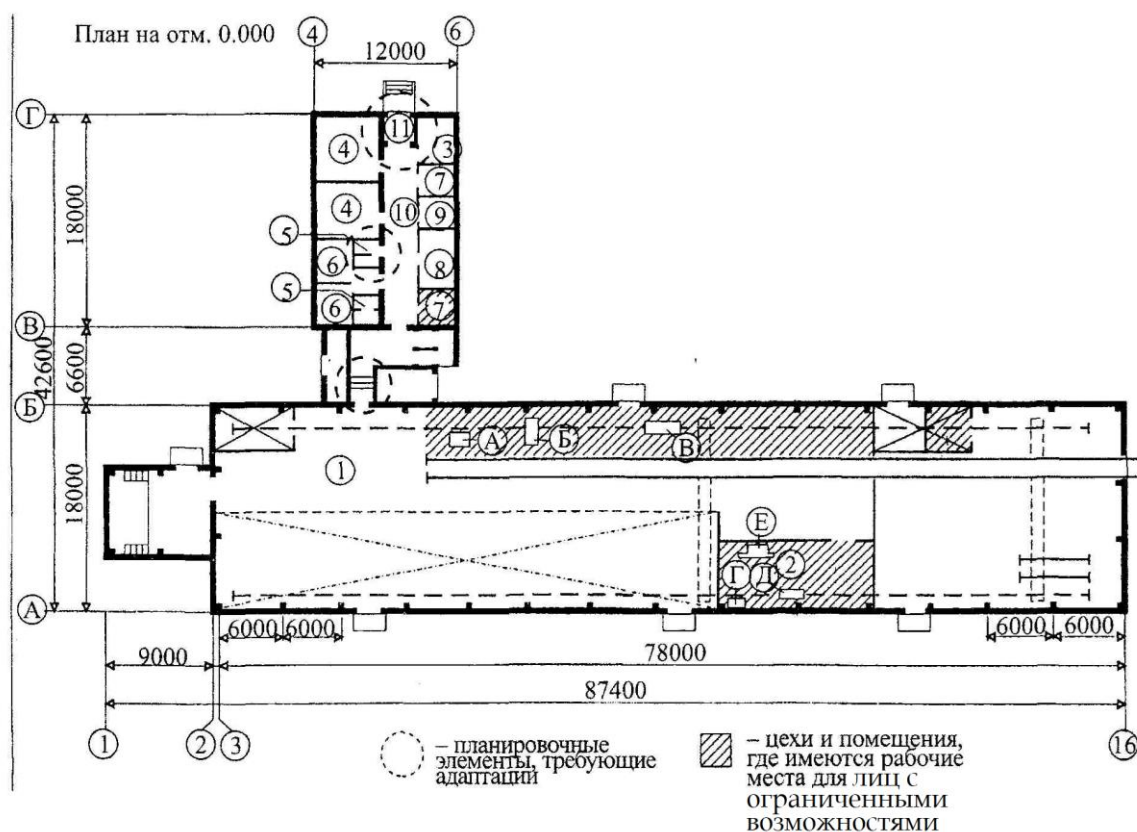 План на отм. 0.000
4
6
12000
Г
11
4
3
7
18000
4
10
9
5
6
8
5
6
7
В
42600
6600
Б
А
Б
В
1
18000
Е
Г
Д
2
А
6000
6000
6000
6000
9000
78000
87400
1
2
3
16
– планировочные
элементы, требующие
адаптации
– цехи и помещения,
где имеются рабочие
места для лиц с
ограниченными
возможностями